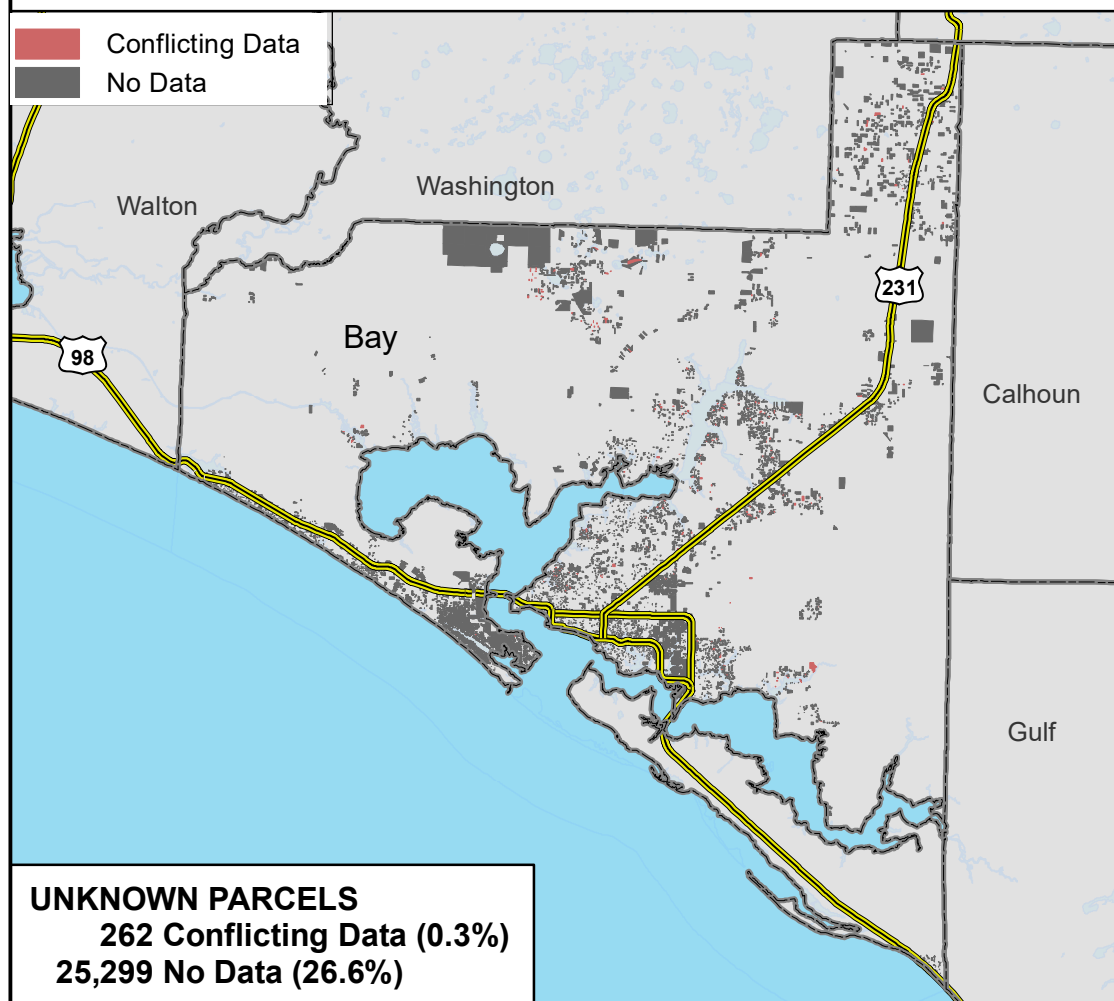 Conflicting Data
No Data
Washington
Walton
231
Bay
98
Calhoun
Gulf
UNKNOWN PARCELS
262 Conflicting Data (0.3%)
25,299 No Data (26.6%)